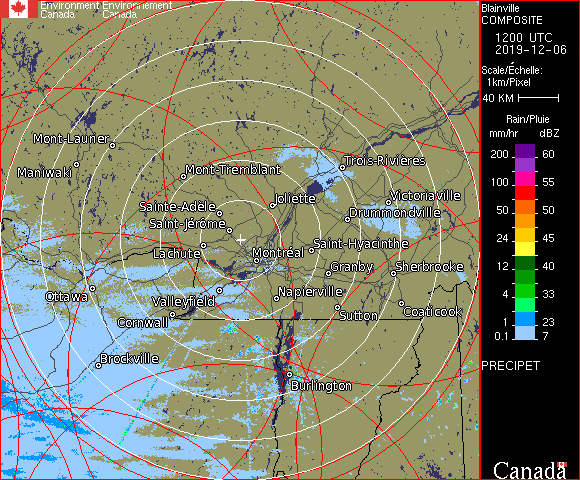 Environment Environnement
Canada Canada
Blainville
COMPOSITE
1200 UTC
2019-12-06
Scale/Échelle:
1km/Pixel
40 KM
Rain/Pluie
mm/hr dBZ
200 60
100 55
50 50
24 45
12 40
4 33
1 23
0.1 7
PRECIPET
Canada
Mont-Laurier
Maniwaki
Mont-Tremblant
Trois-Rivières
Joliette
Victoriaville
Sainte-Adèle
Drummondville
Saint-Jérôme
Saint-Hyacinthe
Lachute
Montréal
Granby
Sherbrooke
Ottawa
Valleyfield
Napierville
Cornwall
Sutton
Coaticook
Brockville
Burlington